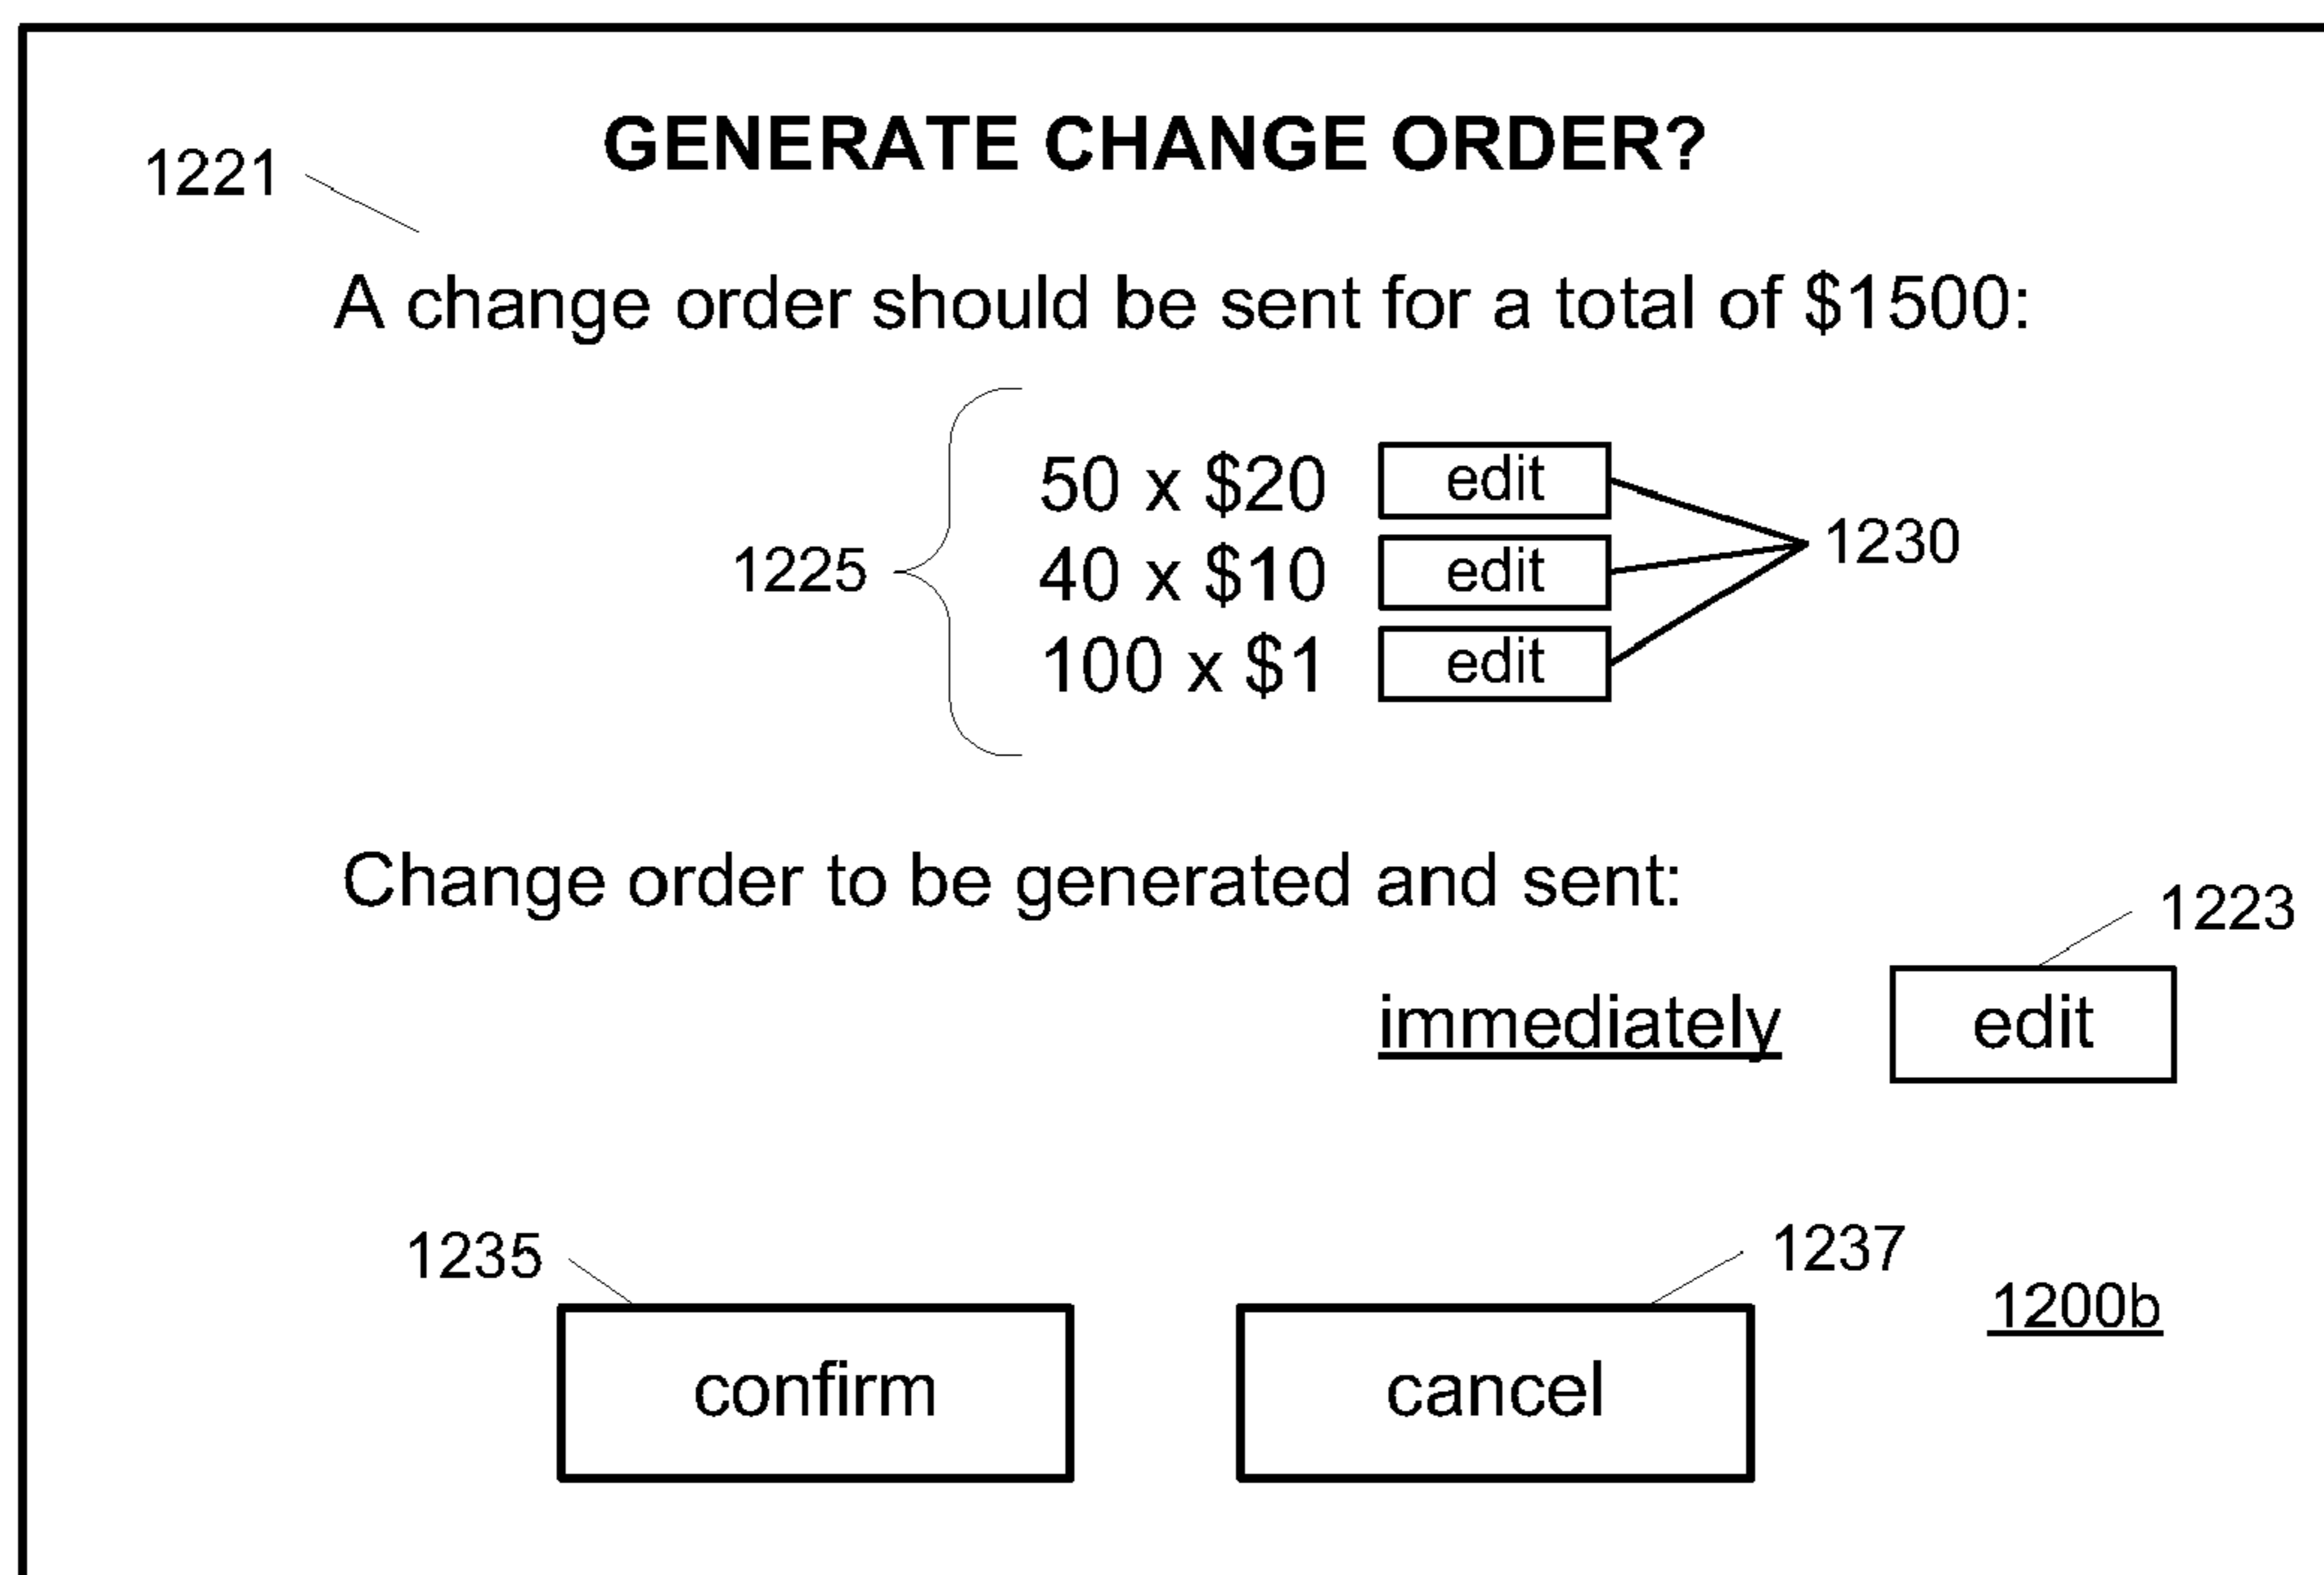 GENERATE CHANGE ORDER?
1221
A change order should be sent for a total of $1500:
50 x $20 edit
1225 40 x $10 edit 1230
100 x $1 edit
Change order to be generated and sent:
1223
immediately edit
1235 1237
1200b
confirm cancel